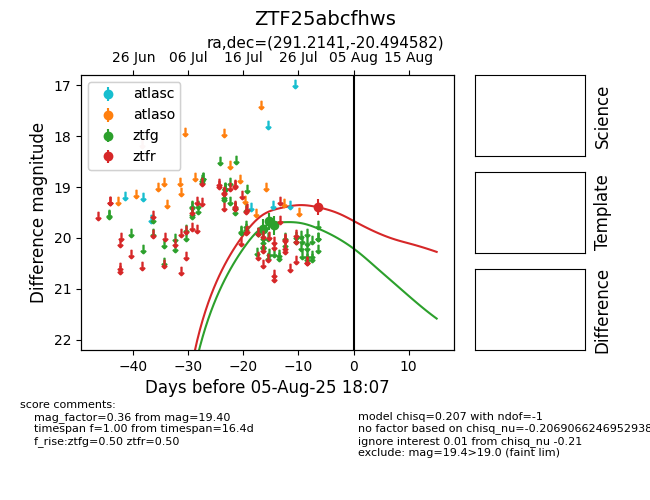 ZTF25abcfhws
ra,dec=(291.2141,-20.494582)
26 Jun 06 Jul 16 Jul 26 Jul 05 Aug 15 Aug
17
18
19
20
21
22
Difference magnitude
atlasc
atlaso
ztfg
ztfr
−40 −30 −20 −10 0 10
Days before 05-Aug-25 18:07
Science
Template
Difference
score comments:
mag_factor=0.36 from mag=19.40
timespan f=1.00 from timespan=16.4d
f_rise:ztfg=0.50 ztfr=0.50
model chisq=0.207 with ndof=-1
no factor based on chisq_nu=-0.2069066246952938
ignore interest 0.01 from chisq_nu -0.21
exclude: mag=19.4>19.0 (faint lim)